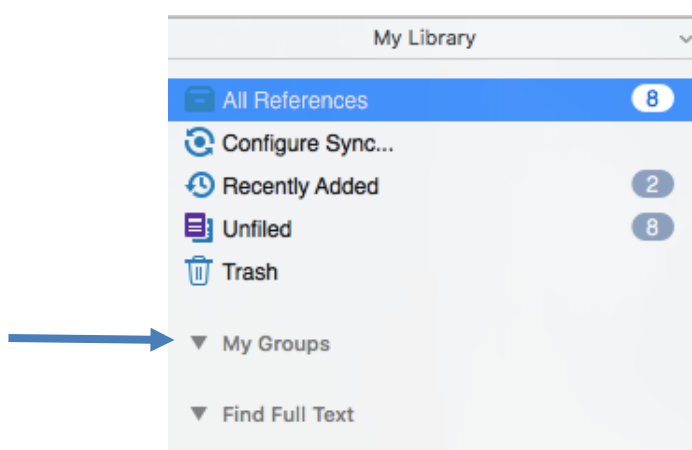 My Library
All References 8
Configure Sync...
Recently Added 2
Unfiled 8
Trash
My Groups
Find Full Text